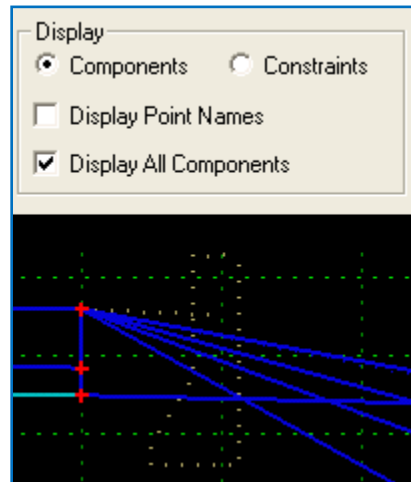 Display
Components Constraints
Display Point Names
Display All Components